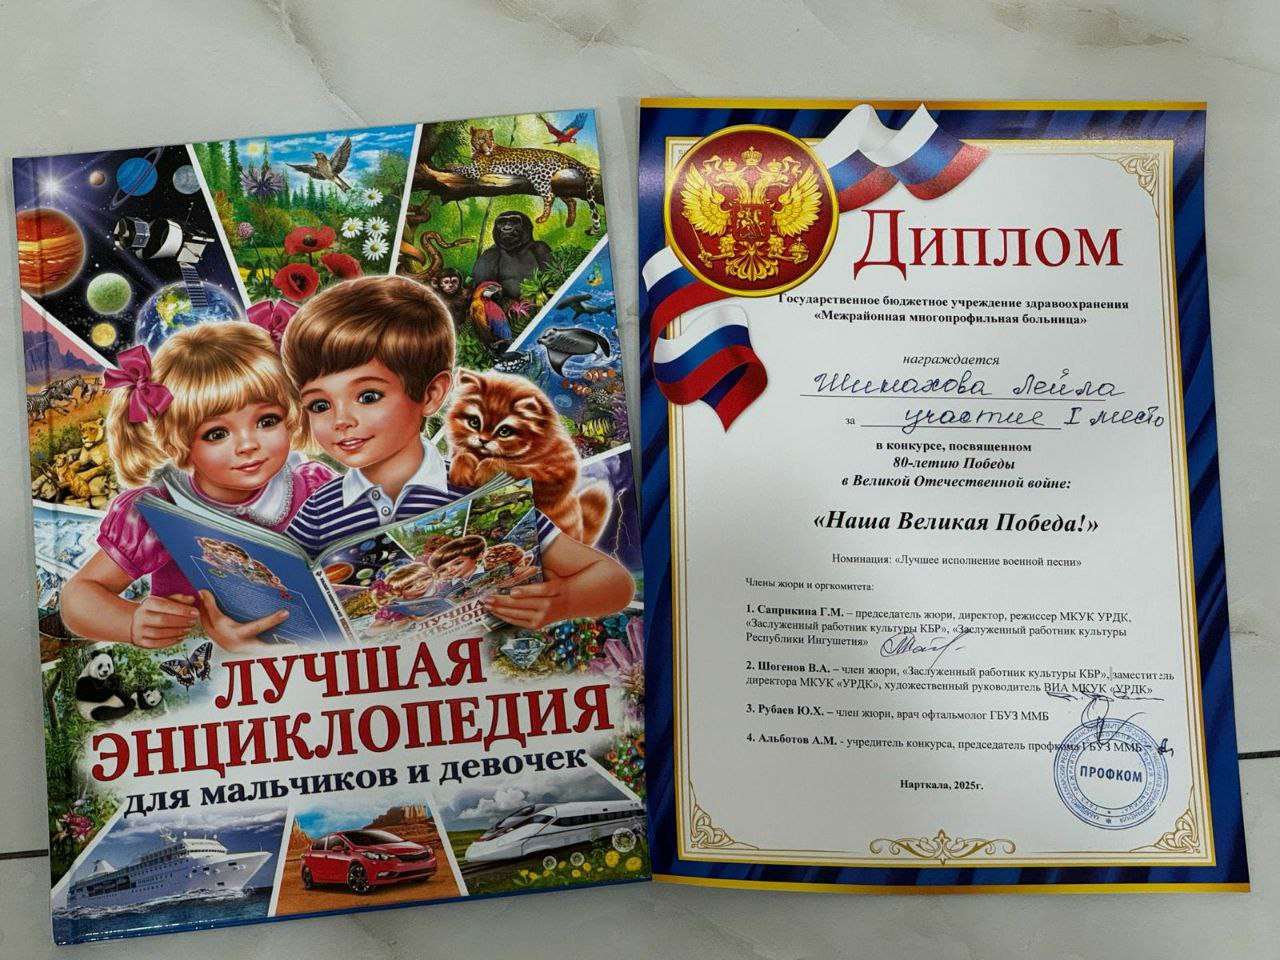 ЛУЧШАЯ
ЭНЦИКЛОПЕДИЯ
для мальчиков и девочек
Диплом
Государственное бюджетное учреждение здравоохранения
«Межрайонная многопрофильная больница»
награждается
Шинахова Лейла
за участие I место
в конкурсе, посвященном
80-летию Победы
в Великой Отечественной войне:
«Наша Великая Победа!»
Номинация: «Лучшее исполнение военной песни»
Члены жюри и оргкомитета:
1. Саприкина Г.М. – председатель жюри, директор, режиссер МКУК УРДК,
«Заслуженный работник культуры КБР», «Заслуженный работник культуры
Республики Ингушетия»
2. Шогенов В.А. – член жюри, «Заслуженный работник культуры КБР», заместитель
директора МКУК «УРДК», художественный руководитель ВИА МКУК «УРДК»
3. Рубаев Ю.Х. – член жюри, врач офтальмолог ГБУЗ ММБ
4. Альботов А.М. - учредитель конкурса, председатель профкома ГБУЗ ММБ
ПРОФКОМ
Нарткала, 2025г.